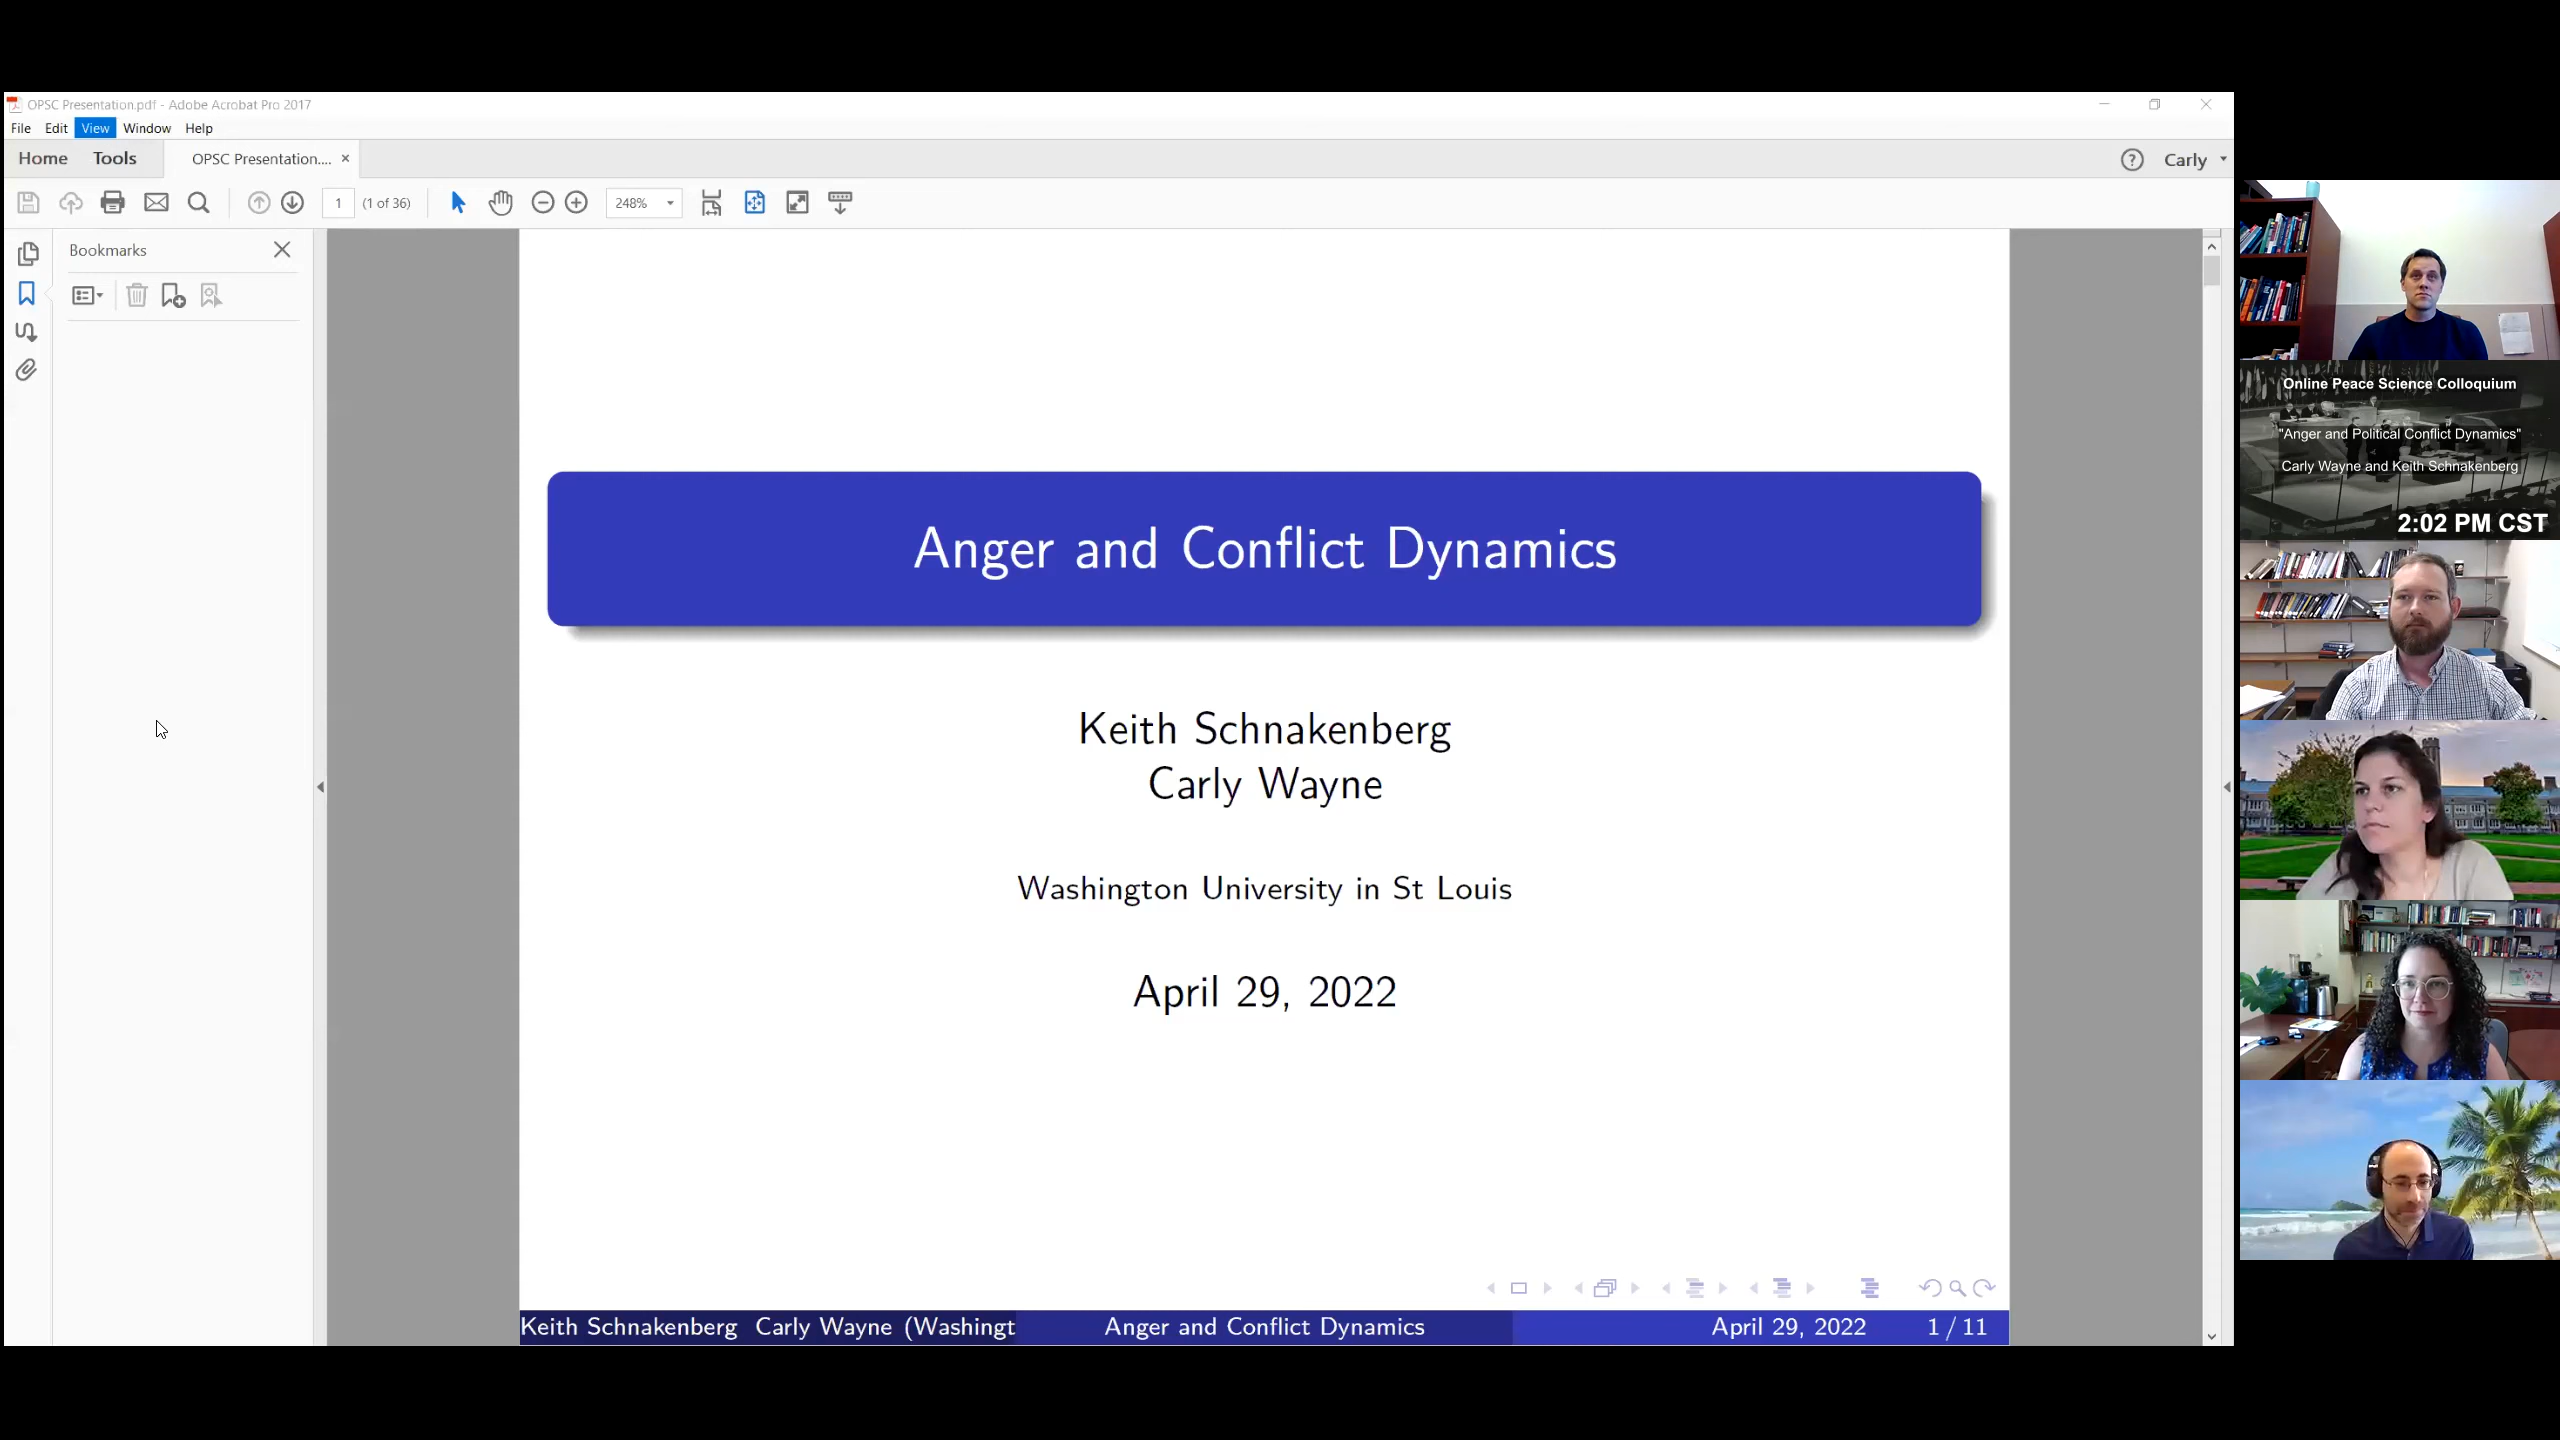 OPSC Presentation.pdf - Adobe Acrobat Pro 2017
File Edit View Window Help
Home Tools OPSC Presentation.... ×
Carly
1 (1 of 36) 248%
Bookmarks
Anger and Conflict Dynamics
Keith Schnakenberg
Carly Wayne
Washington University in St Louis
April 29, 2022
Keith Schnakenberg Carly Wayne (Washingt Anger and Conflict Dynamics April 29, 2022 1 / 11
Online Peace Science Colloquium
"Anger and Political Conflict Dynamics"
Carly Wayne and Keith Schnakenberg
2:02 PM CST